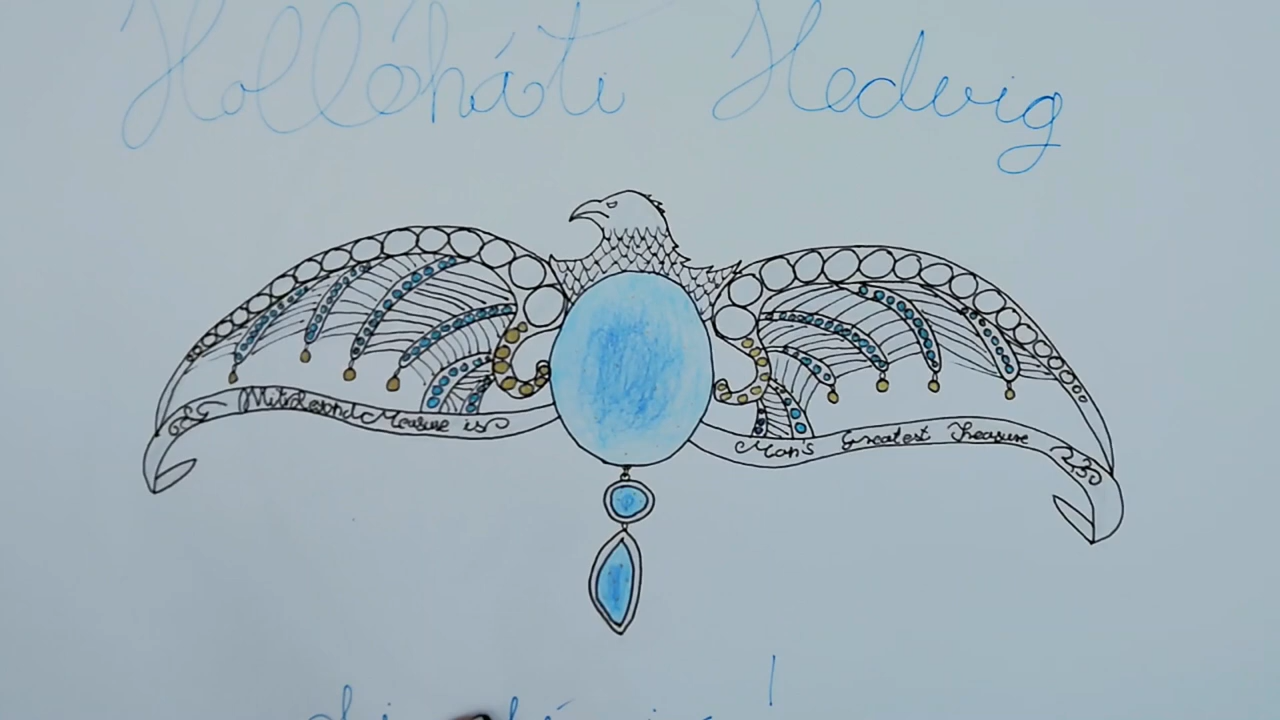 Hollóháti Hedvig
Wit Beyond Measure is
Man's Greatest Treasure